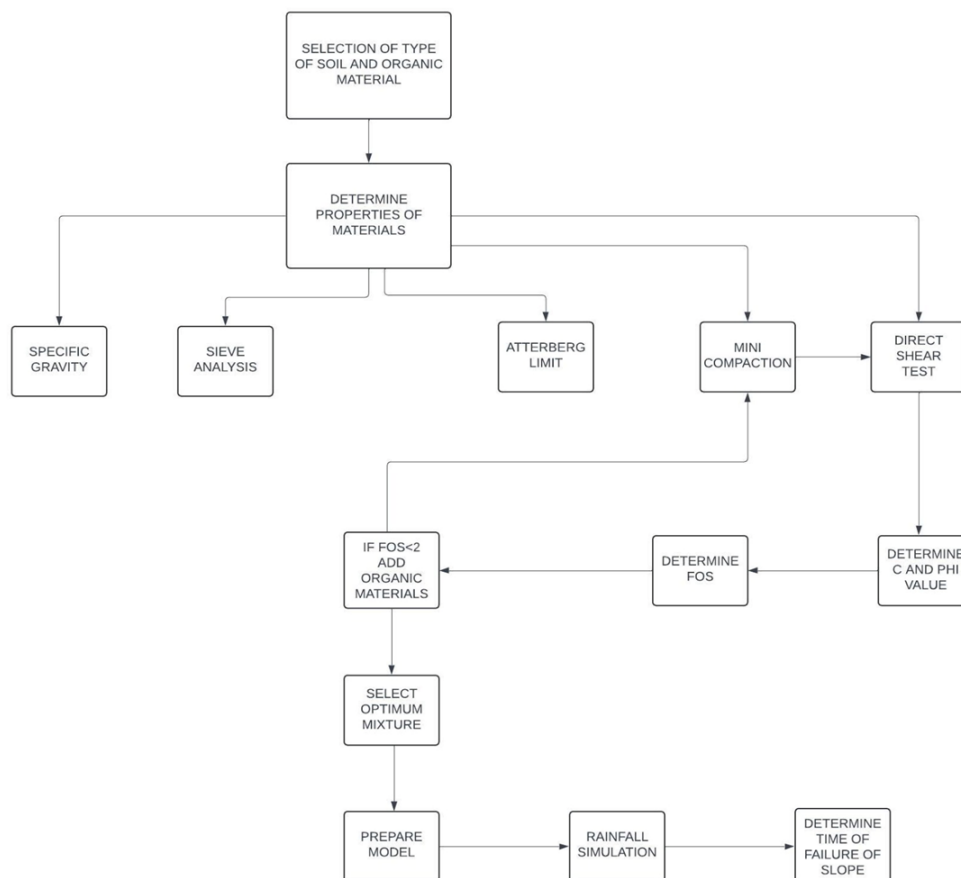 SELECTION OF TYPE
OF SOIL AND ORGANIC
MATERIAL
DETERMINE
PROPERTIES OF
MATERIALS
SPECIFIC
GRAVITY
SIEVE
ANALYSIS
ATTERBERG
LIMIT
MINI
COMPACTION
DIRECT
SHEAR
TEST
IF FOS<2
ADD
ORGANIC
MATERIALS
DETERMINE
FOS
DETERMINE
C AND PHI
VALUE
SELECT
OPTIMUM
MIXTURE
PREPARE
MODEL
RAINFALL
SIMULATION
DETERMINE
TIME OF
FAILURE OF
SLOPE